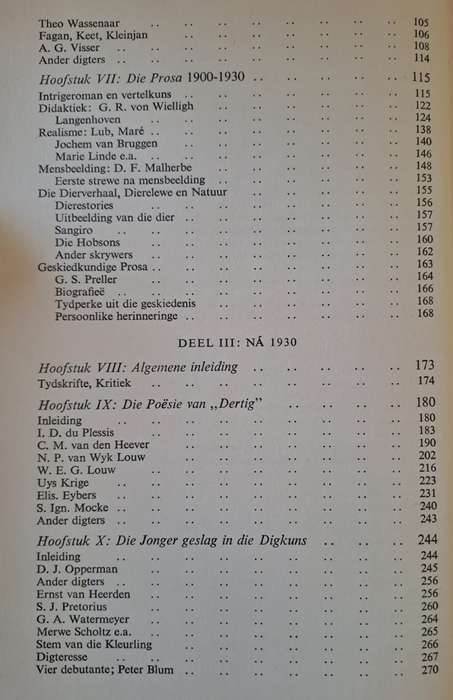 Theo Wassenaar .. .. .. .. .. .. .. .. 105
Fagan, Keet, Kleinjan .. .. .. .. .. .. .. 106
A. G. Visser .. .. .. .. .. .. .. .. .. 108
Ander digters .. .. .. .. .. .. .. .. .. 114
Hoofstuk VII: Die Prosa 1900-1930 .. .. .. .. .. 115
Intrigeroman en vertelkuns .. .. .. .. .. .. 115
Didaktiek: G. R. von Wielligh .. .. .. .. .. .. 122
Langenhoven .. .. .. .. .. .. .. .. 124
Realisme: Lub, Maré .. .. .. .. .. .. .. .. 138
Jochem van Bruggen .. .. .. .. .. .. .. 140
Marie Linde e.a. .. .. .. .. .. .. .. .. 146
Mensbeelding: D. F. Malherbe .. .. .. .. .. .. 148
Eerste strewe na mensbeelding .. .. .. .. .. .. 153
Die Dierverhaal, Dierelewe en Natuur .. .. .. .. .. 155
Dierestories .. .. .. .. .. .. .. .. 156
Uitbeelding van die dier .. .. .. .. .. .. .. 157
Sangiro .. .. .. .. .. .. .. .. .. 157
Die Hobsons .. .. .. .. .. .. .. .. 160
Ander skrywers .. .. .. .. .. .. .. .. 162
Geskiedkundige Prosa .. .. .. .. .. .. .. .. 163
G. S. Preller .. .. .. .. .. .. .. .. 164
Biografieë .. .. .. .. .. .. .. .. .. 166
Tydperke uit die geskiedenis .. .. .. .. .. .. 168
Persoonlike herinneringe .. .. .. .. .. .. .. 168
DEEL III: NÁ 1930
Hoofstuk VIII: Algemene inleiding .. .. .. .. .. 173
Tydskrifte, Kritiek .. .. .. .. .. .. .. .. 174
Hoofstuk IX: Die Poësie van „Dertig” .. .. .. .. 180
Inleiding .. .. .. .. .. .. .. .. .. 180
I. D. du Plessis .. .. .. .. .. .. .. .. 183
C. M. van den Heever .. .. .. .. .. .. .. 190
N. P. van Wyk Louw .. .. .. .. .. .. .. 202
W. E. G. Louw .. .. .. .. .. .. .. .. 216
Uys Krige .. .. .. .. .. .. .. .. .. 223
Elis. Eybers .. .. .. .. .. .. .. .. .. 231
S. Ign. Mocke .. .. .. .. .. .. .. .. .. 240
Ander digters .. .. .. .. .. .. .. .. .. 243
Hoofstuk X: Die Jonger geslag in die Digkuns .. .. .. 244
Inleiding .. .. .. .. .. .. .. .. .. 244
D. J. Opperman .. .. .. .. .. .. .. .. 245
Ander digters .. .. .. .. .. .. .. .. .. 256
Ernst van Heerden .. .. .. .. .. .. .. .. 256
S. J. Pretorius .. .. .. .. .. .. .. .. 260
G. A. Watermeyer .. .. .. .. .. .. .. .. 264
Merwe Scholtz e.a. .. .. .. .. .. .. .. .. 265
Stem van die Kleurling .. .. .. .. .. .. .. 266
Digteresse .. .. .. .. .. .. .. .. 267
Vier debutante; Peter Blum .. .. .. .. .. .. 270